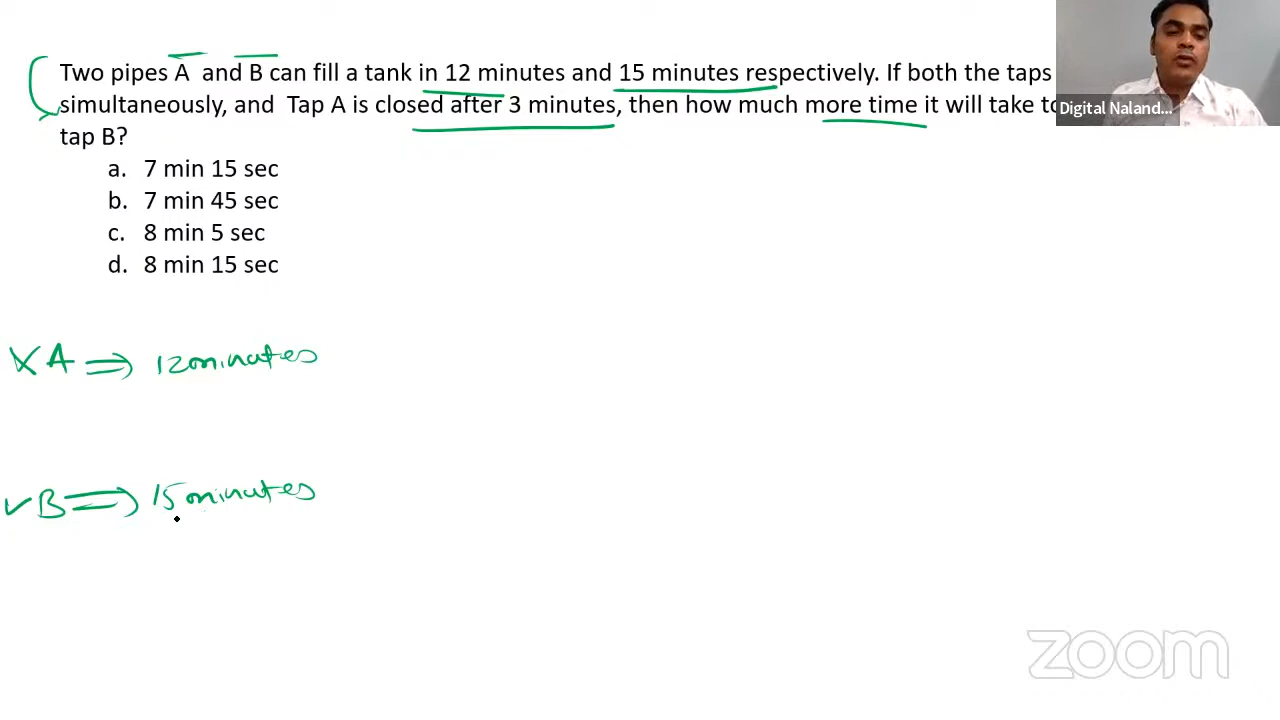 Two pipes A and B can fill a tank in 12 minutes and 15 minutes respectively. If both the taps
simultaneously, and Tap A is closed after 3 minutes, then how much more time it will take to
tap B?
a. 7 min 15 sec
b. 7 min 45 sec
c. 8 min 5 sec
d. 8 min 15 sec
Digital Naland...
A ⇒ 12 minutes
B ⇒ 15 minutes
zoom